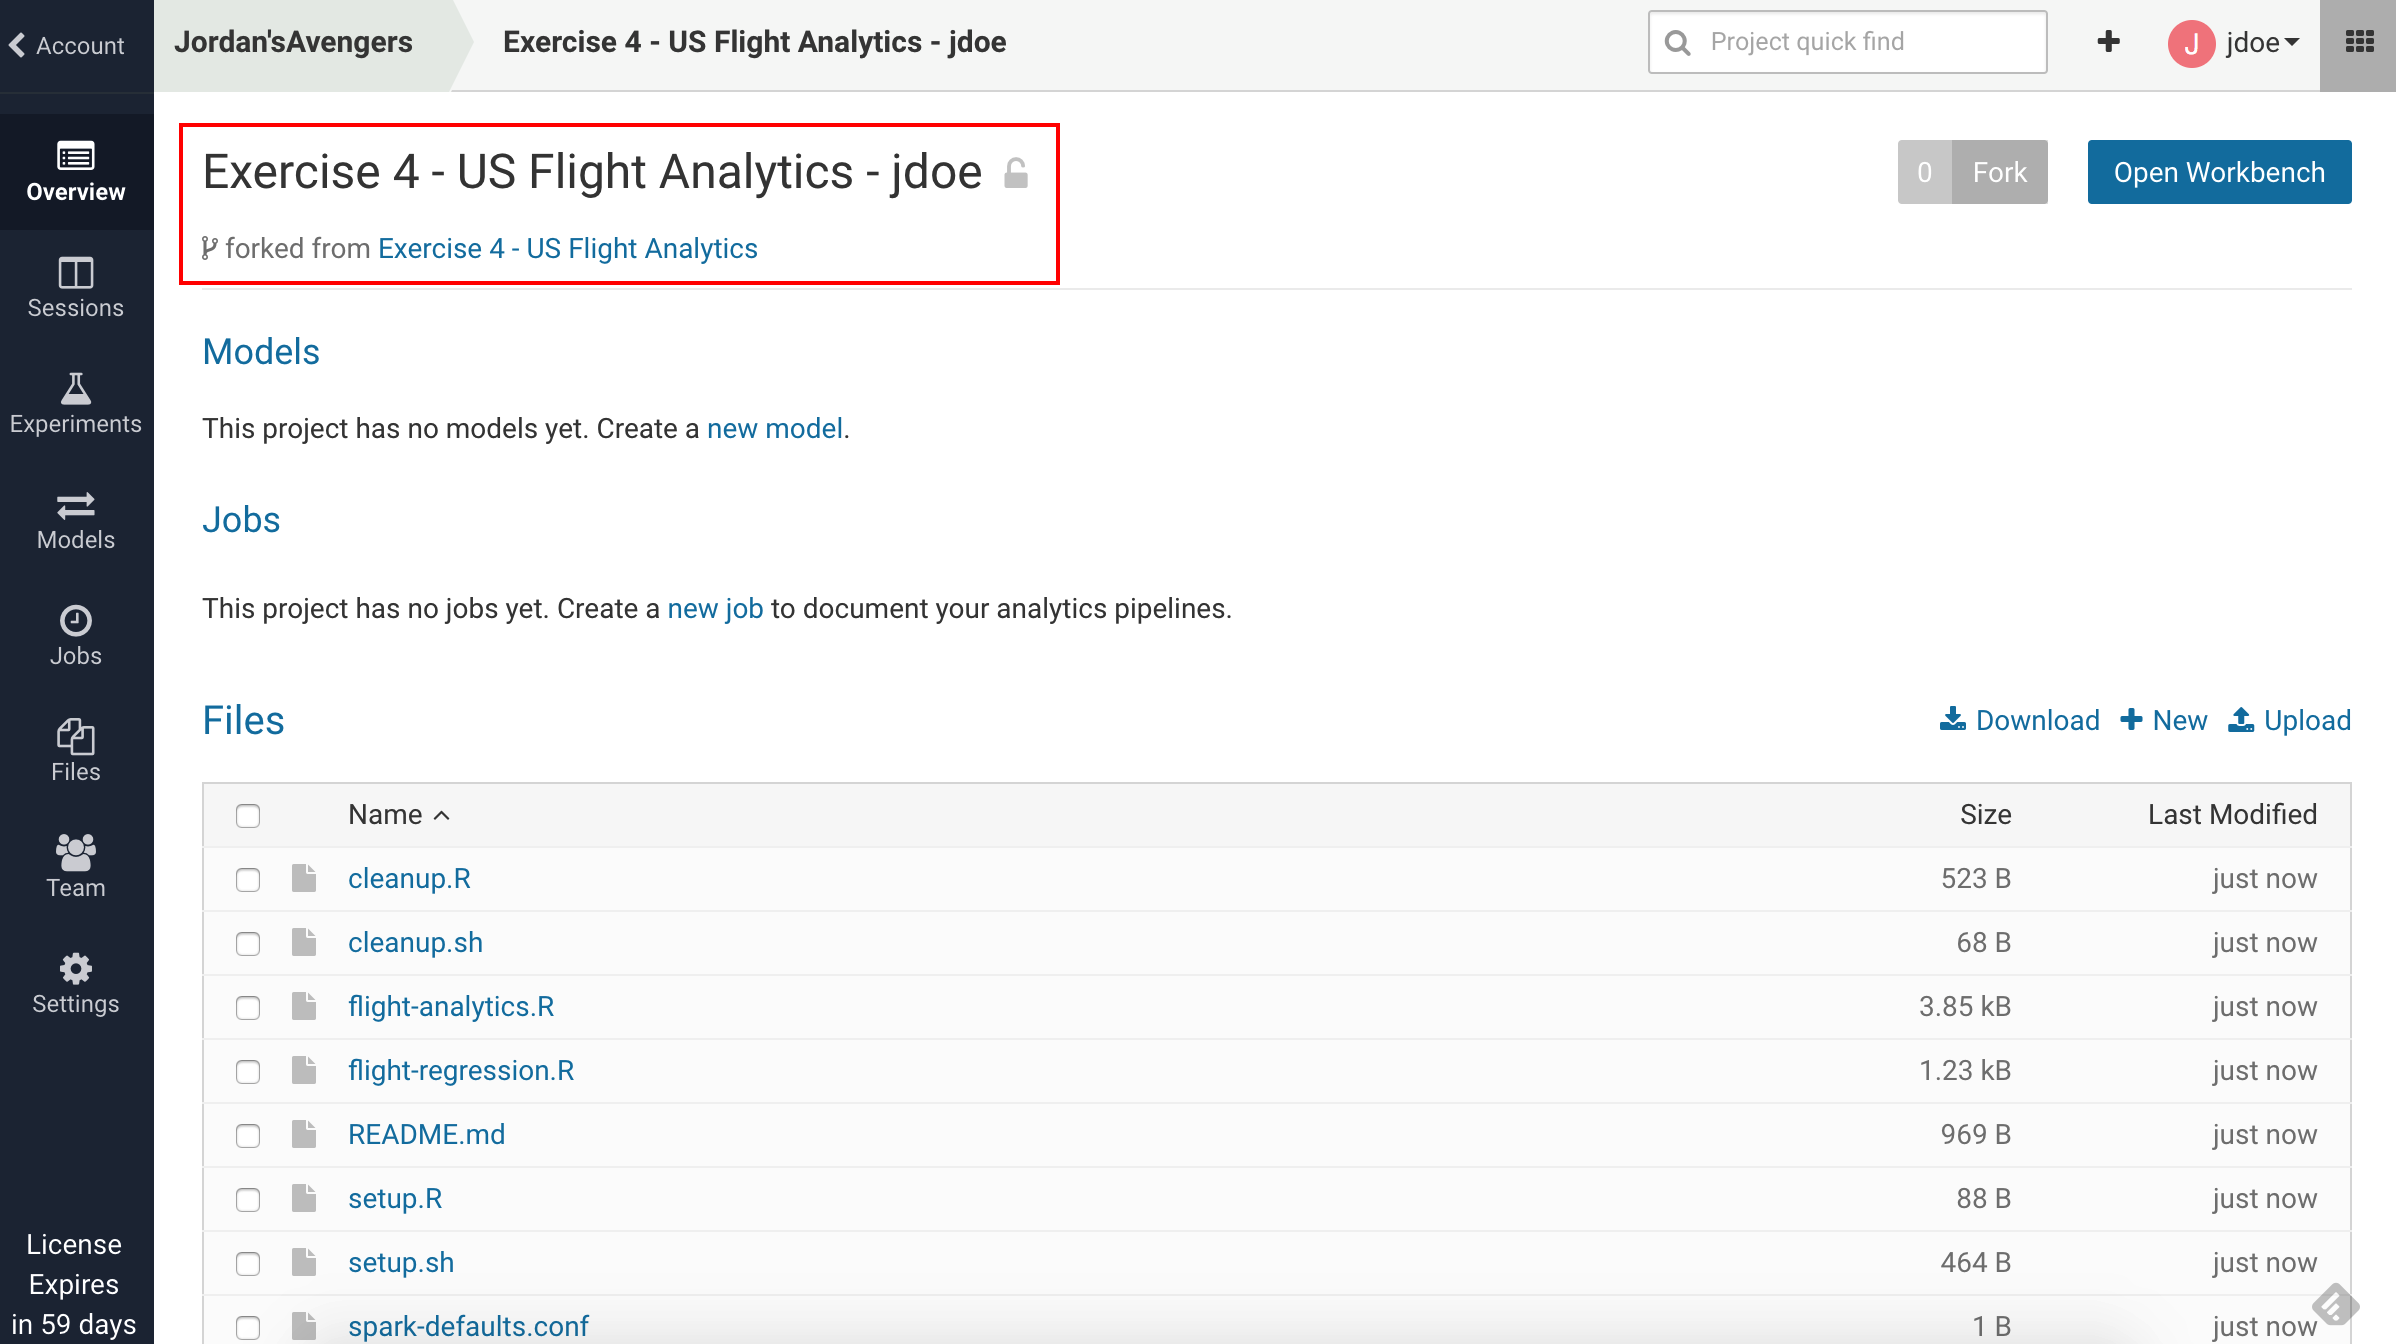 Account
Jordan'sAvengers
Exercise 4 - US Flight Analytics - jdoe
Project quick find
J
jdoe
Overview
Sessions
Experiments
Models
Jobs
Files
Team
Settings
License
Expires
in 59 days
Exercise 4 - US Flight Analytics - jdoe
forked from Exercise 4 - US Flight Analytics
0 Fork
Open Workbench
Models
This project has no models yet. Create a new model.
Jobs
This project has no jobs yet. Create a new job to document your analytics pipelines.
Files
Download New Upload
Name Size Last Modified
cleanup.R 523 B just now
cleanup.sh 68 B just now
flight-analytics.R 3.85 kB just now
flight-regression.R 1.23 kB just now
README.md 969 B just now
setup.R 88 B just now
setup.sh 464 B just now
spark-defaults.conf 1 B just now